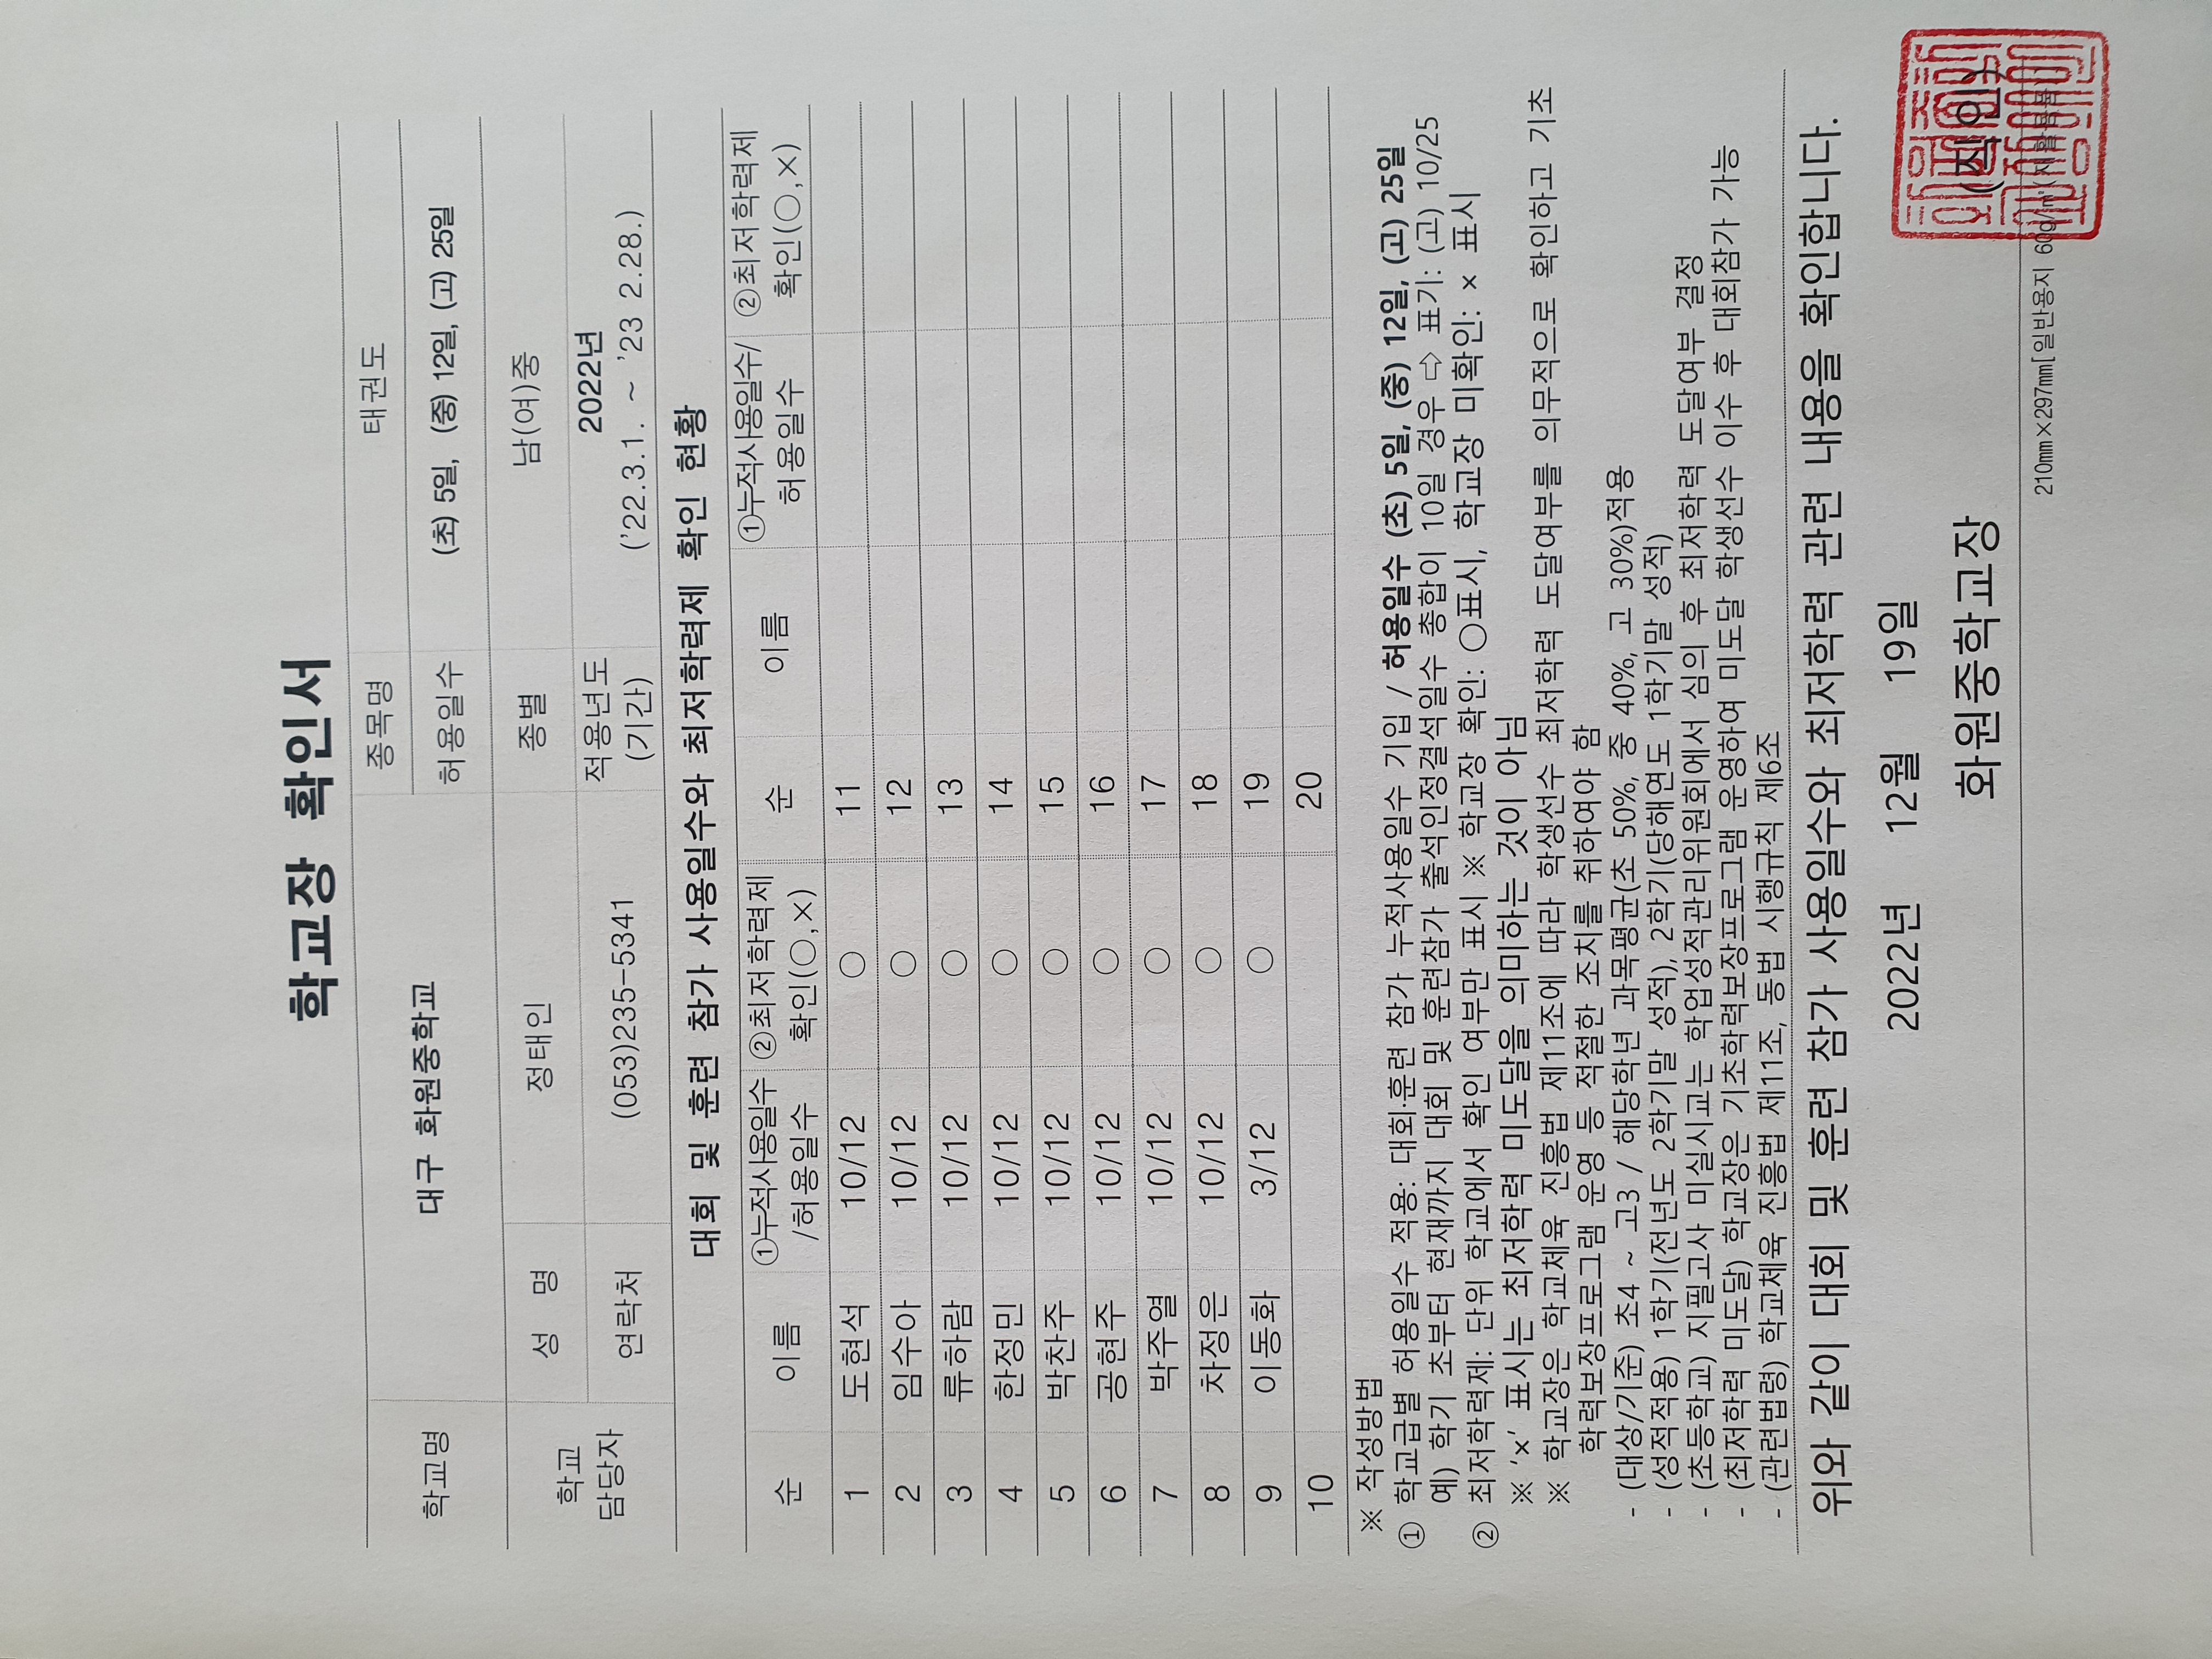 학교장 확인서
학교명 대구 화원중학교 종목명 태권도
허용일수 (초) 5일, (중) 12일, (고) 25일
학교 담당자 성 명 정태인 종별 남(여)중
연락처 (053)235-5341 적용년도 (기간) 2022년 ('22.3.1. ~ '23 2.28.)
대회 및 훈련 참가 사용일수와 최저학력제 확인 현황
순 이름 ①누적사용일수 /허용일수 ②최저학력제 확인(○,×) 순 이름 ①누적사용일수/ 허용일수 ②최저학력제 확인(○,×)
1 도현석 10/12 ○ 11
2 임수아 10/12 ○ 12
3 류하람 10/12 ○ 13
4 한정민 10/12 ○ 14
5 박찬주 10/12 ○ 15
6 공현주 10/12 ○ 16
7 박주열 10/12 ○ 17
8 차정은 10/12 ○ 18
9 이동화 3/12 ○ 19
10 20
※ 작성방법
① 학교급별 허용일수 적용: 대회·훈련 참가 누적사용일수 기입 / 허용일수 (초) 5일, (중) 12일, (고) 25일
예) 학기 초부터 현재까지 대회 및 훈련참가 출석인정결석일수 총합이 10일 경우 ⇨ 표기: (고) 10/25
② 최저학력제: 단위 학교에서 확인 여부만 표시 ※ 학교장 확인: ○표시, 학교장 미확인: × 표시
※ ‘×’ 표시는 최저학력 미도달을 의미하는 것이 아님
※ 학교장은 학교체육 진흥법 제11조에 따라 학생선수 최저학력 도달여부를 의무적으로 확인하고 기초
학력보장프로그램 운영 등 적절한 조치를 취하여야 함
- (대상/기준) 초4 ~ 고3 / 해당학년 과목평균(초 50%, 중 40%, 고 30%)적용
- (성적적용) 1학기(전년도 2학기말 성적), 2학기(당해연도 1학기말 성적)
- (초등학교) 지필고사 미실시교는 학업성적관리위원회에서 심의 후 최저학력 도달여부 결정
- (최저학력 미도달) 학교장은 기초학력보장프로그램 운영하여 미도달 학생선수 이수 후 대회참가 가능
- (관련법령) 학교체육 진흥법 제11조, 동법 시행규칙 제6조
위와 같이 대회 및 훈련 참가 사용일수와 최저학력 관련 내용을 확인합니다.
2022년 12월 19일
화원중학교장 (직인)
210㎜×297㎜[일반용지 60g/㎡(재활용품)]